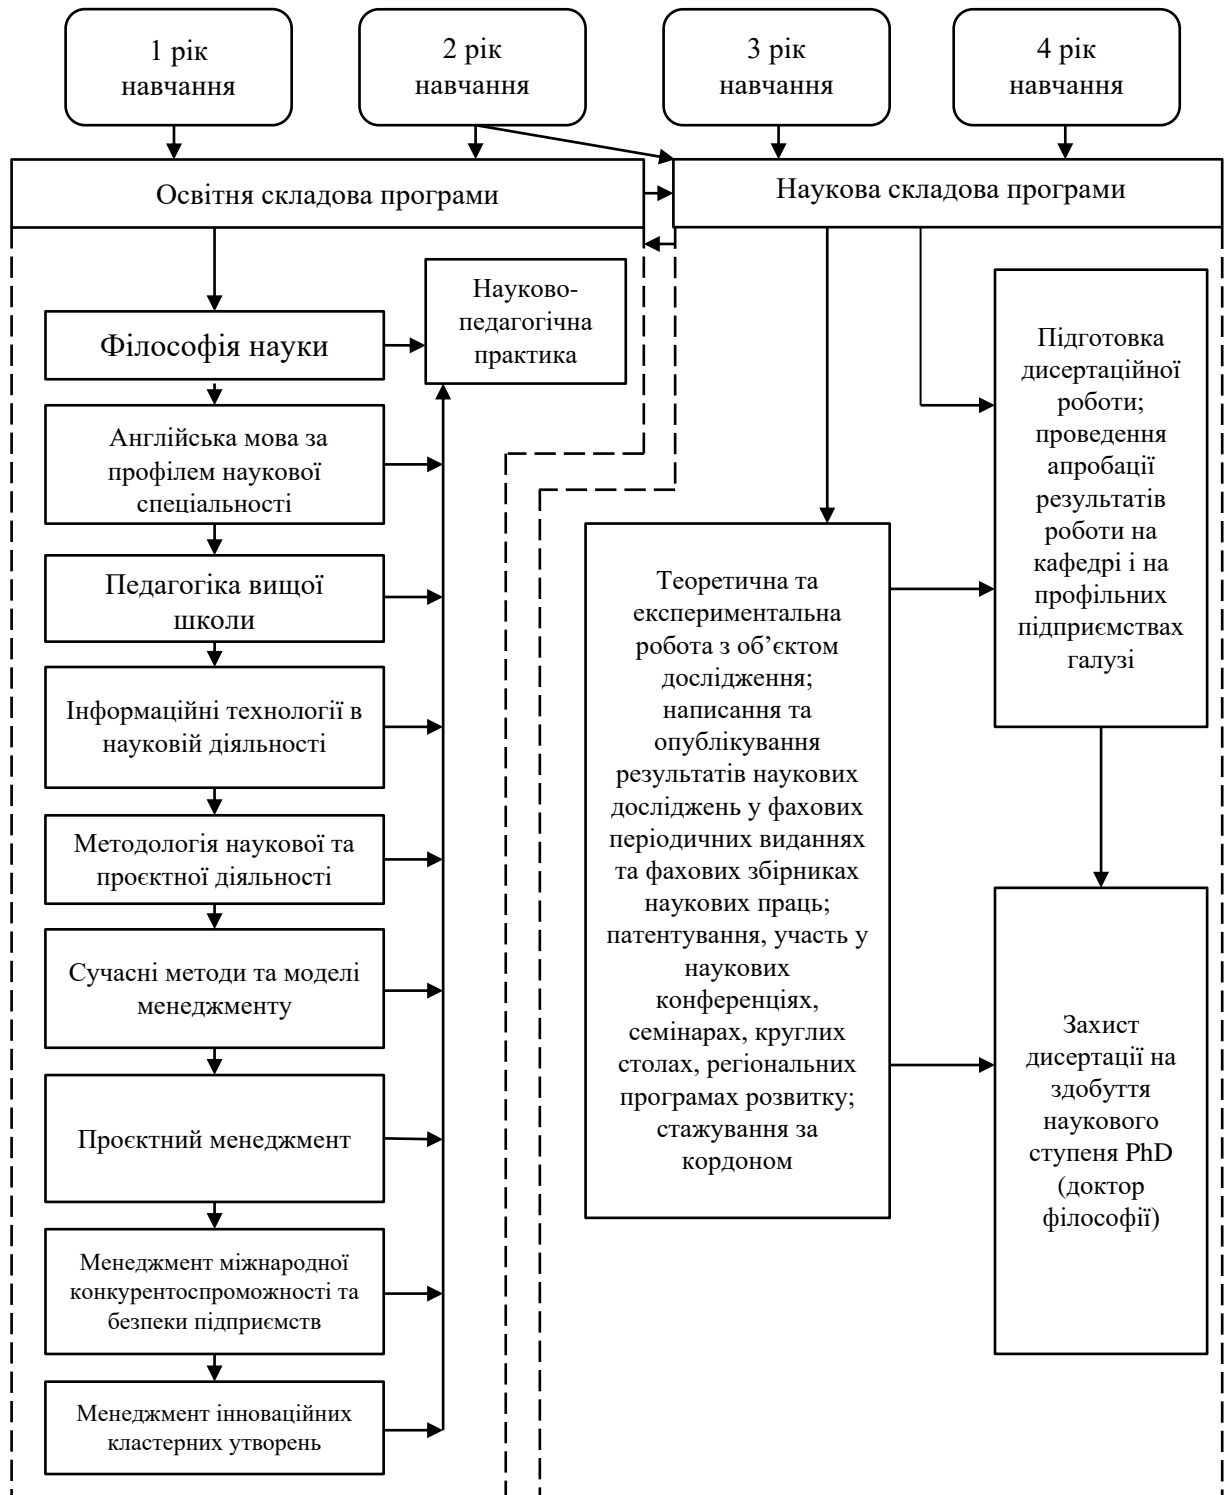 1 рік
навчання
2 рік
навчання
3 рік
навчання
4 рік
навчання
Освітня складова програми
Наукова складова програми
Філософія науки
Науково-
педагогічна
практика
Англійська мова за
профілем наукової
спеціальності
Педагогіка вищої
школи
Інформаційні технології в
науковій діяльності
Методологія наукової та
проєктної діяльності
Сучасні методи та моделі
менеджменту
Проєктний менеджмент
Менеджмент міжнародної
конкурентоспроможності та
безпеки підприємств
Менеджмент інноваційних
кластерних утворень
Теоретична та
експериментальна
робота з об’єктом
дослідження;
написання та
опублікування
результатів наукових
досліджень у фахових
періодичних виданнях
та фахових збірниках
наукових праць;
патентування, участь у
наукових
конференціях,
семінарах, круглих
столах, регіональних
програмах розвитку;
стажування за
кордоном
Підготовка
дисертаційної
роботи;
проведення
апробації
результатів
роботи на
кафедрі і на
профільних
підприємствах
галузі
Захист
дисертації на
здобуття
наукового
ступеня PhD
(доктор
філософії)